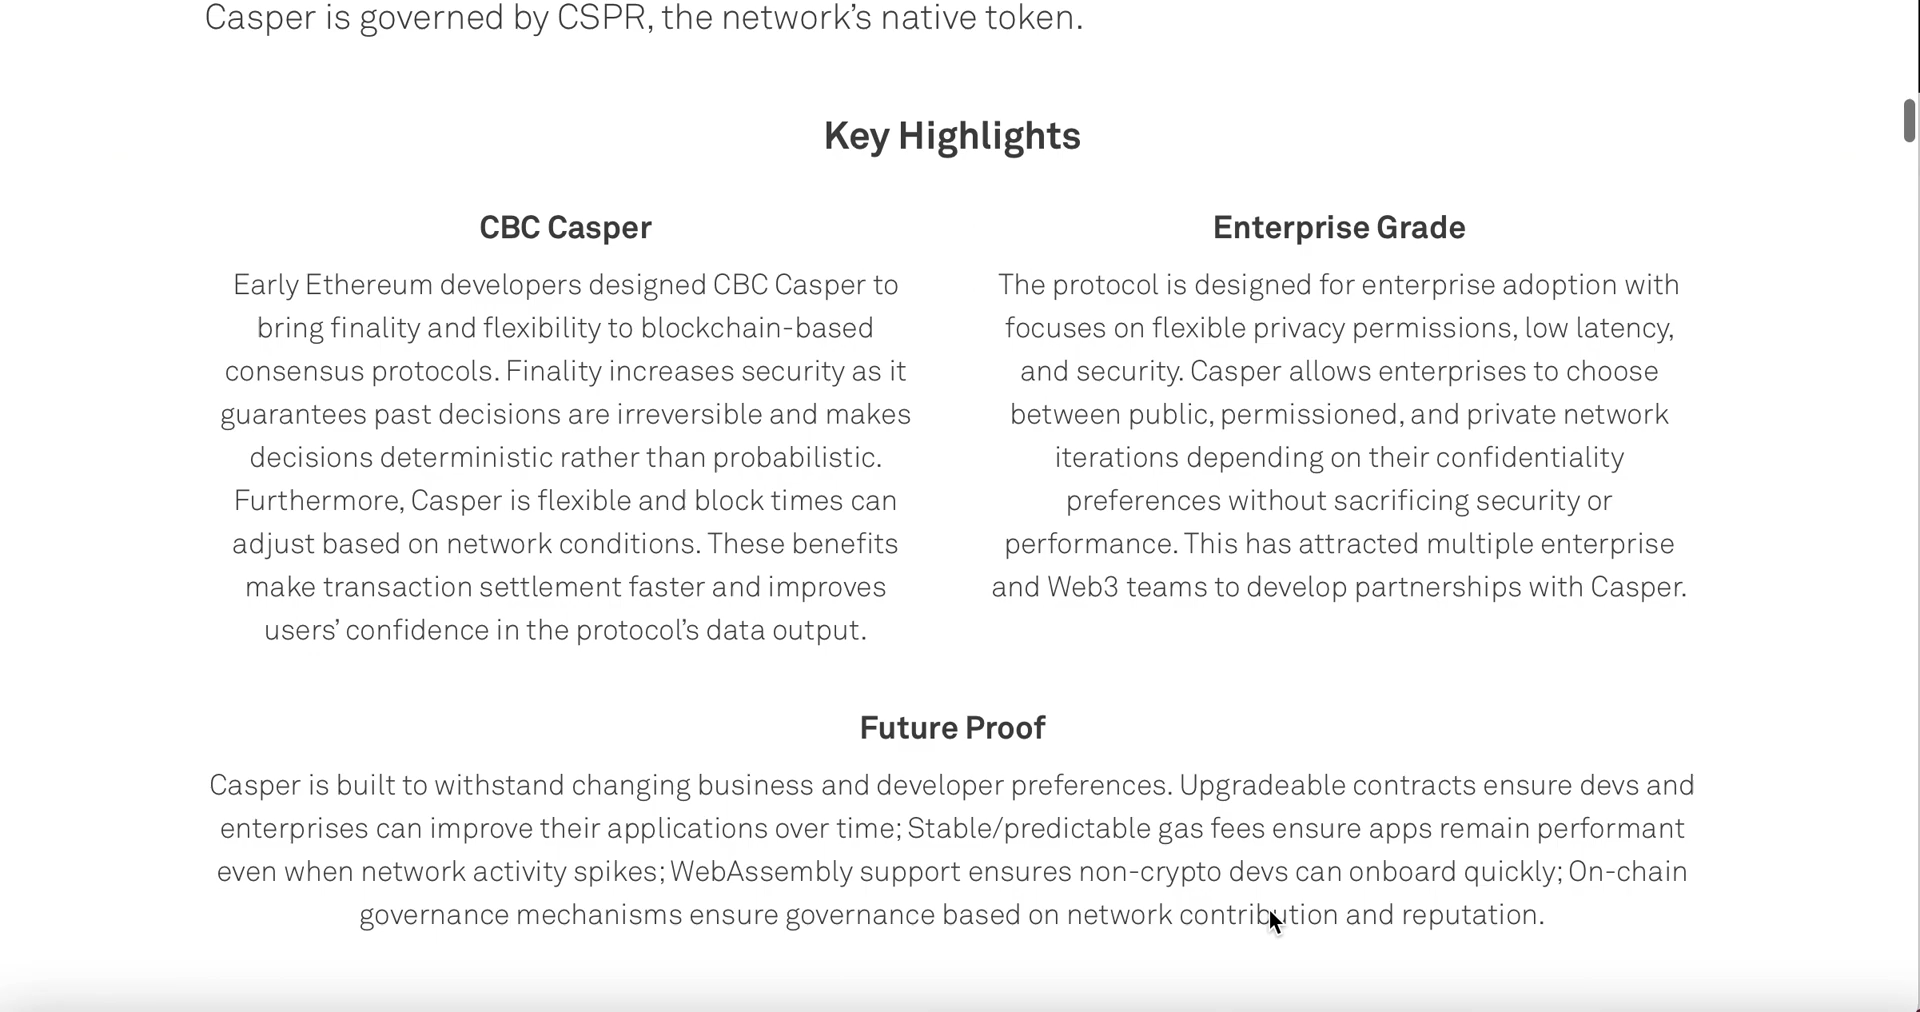 Casper is governed by CSPR, the network’s native token.
Key Highlights
CBC Casper
Early Ethereum developers designed CBC Casper to
bring finality and flexibility to blockchain-based
consensus protocols. Finality increases security as it
guarantees past decisions are irreversible and makes
decisions deterministic rather than probabilistic.
Furthermore, Casper is flexible and block times can
adjust based on network conditions. These benefits
make transaction settlement faster and improves
users’ confidence in the protocol’s data output.
Enterprise Grade
The protocol is designed for enterprise adoption with
focuses on flexible privacy permissions, low latency,
and security. Casper allows enterprises to choose
between public, permissioned, and private network
iterations depending on their confidentiality
preferences without sacrificing security or
performance. This has attracted multiple enterprise
and Web3 teams to develop partnerships with Casper.
Future Proof
Casper is built to withstand changing business and developer preferences. Upgradeable contracts ensure devs and
enterprises can improve their applications over time; Stable/predictable gas fees ensure apps remain performant
even when network activity spikes; WebAssembly support ensures non-crypto devs can onboard quickly; On-chain
governance mechanisms ensure governance based on network contribution and reputation.